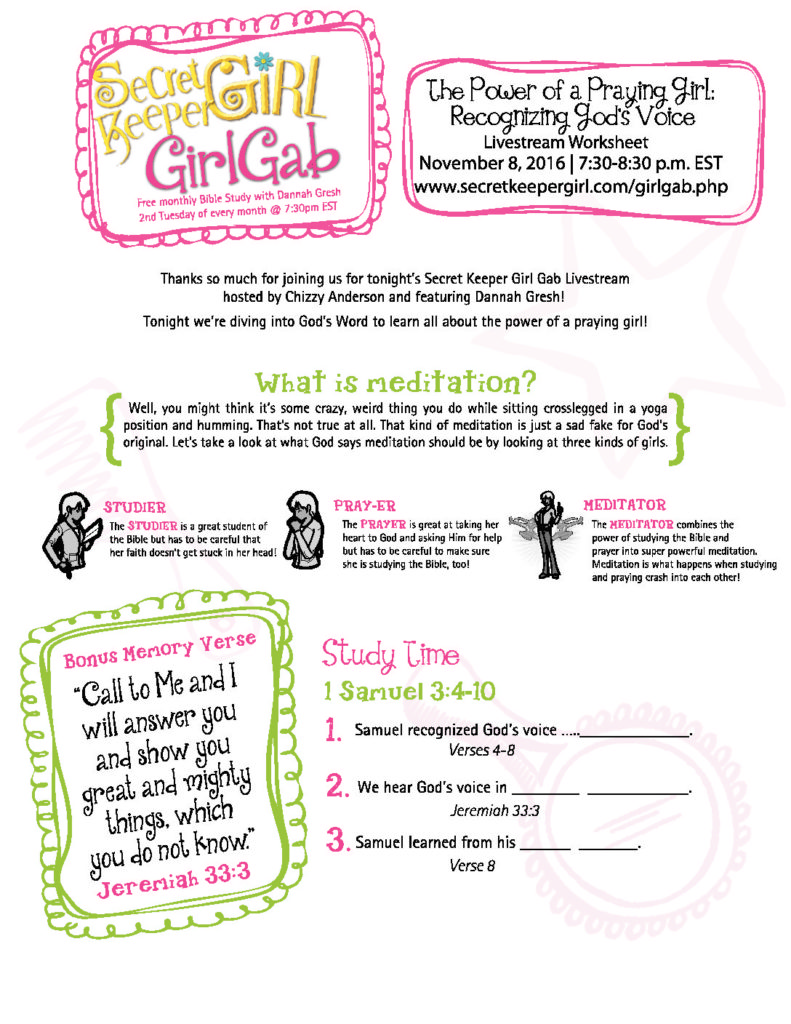 Secret
Keeper GiRL
GirlGab
Free monthly Bible Study with Dannah Gresh
2nd Tuesday of every month @ 7:30pm EST
The Power of a Praying Girl:
Recognizing God's Voice
Livestream Worksheet
November 8, 2016 | 7:30-8:30 p.m. EST
www.secretkeepergirl.com/girlgab.php
Thanks so much for joining us for tonight's Secret Keeper Girl Gab Livestream
hosted by Chizzy Anderson and featuring Dannah Gresh!
Tonight we're diving into God's Word to learn all about the power of a praying girl!
What is meditation?
Well, you might think it's some crazy, weird thing you do while sitting crosslegged in a yoga
position and humming. That's not true at all. That kind of meditation is just a sad fake for God's
original. Let's take a look at what God says meditation should be by looking at three kinds of girls.
STUDIER
The STUDIER is a great student of
the Bible but has to be careful that
her faith doesn't get stuck in her head!
PRAY-ER
The PRAYER is great at taking her
heart to God and asking Him for help
but has to be careful to make sure
she is studying the Bible, too!
MEDITATOR
The MEDITATOR combines the
power of studying the Bible and
prayer into super powerful meditation.
Meditation is what happens when studying
and praying crash into each other!
Bonus Memory Verse
"Call to Me and I
will answer you
and show you
great and mighty
things, which
you do not know."
Jeremiah 33:3
Study Time
1 Samuel 3:4-10
1. Samuel recognized God's voice .....______________.
Verses 4-8
2. We hear God's voice in ________ ____________.
Jeremiah 33:3
3. Samuel learned from his ______ _______.
Verse 8